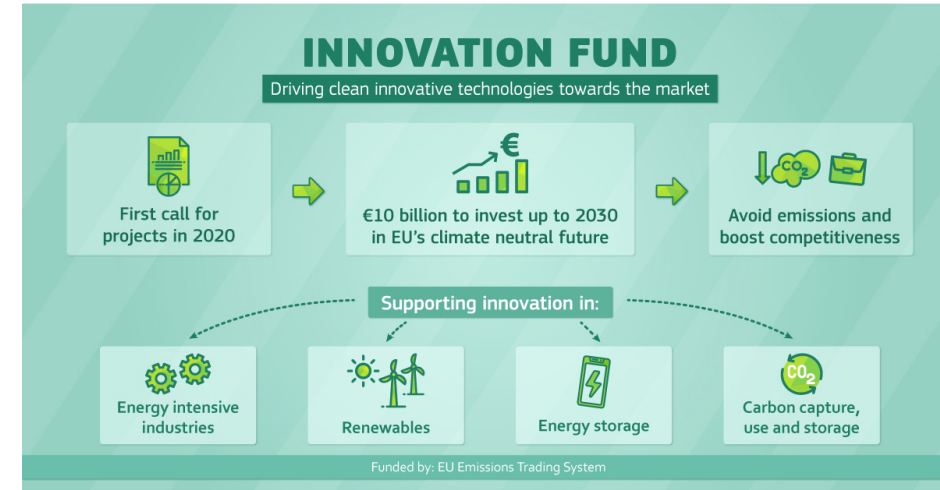 INNOVATION FUND
Driving clean innovative technologies towards the market
First call for
projects in 2020
€
€10 billion to invest up to 2030
in EU's climate neutral future
CO₂
Avoid emissions and
boost competitiveness
Supporting innovation in:
Energy intensive
industries
Renewables
Energy storage
CO₂
Carbon capture,
use and storage
Funded by: EU Emissions Trading System